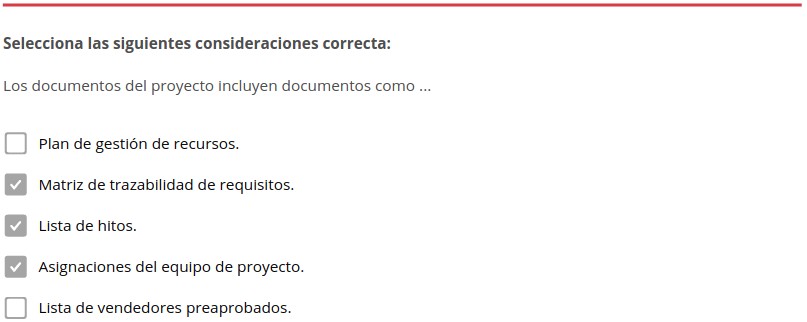 Selecciona las siguientes consideraciones correcta:
Los documentos del proyecto incluyen documentos como ...
Plan de gestión de recursos.
Matriz de trazabilidad de requisitos.
Lista de hitos.
Asignaciones del equipo de proyecto.
Lista de vendedores preaprobados.